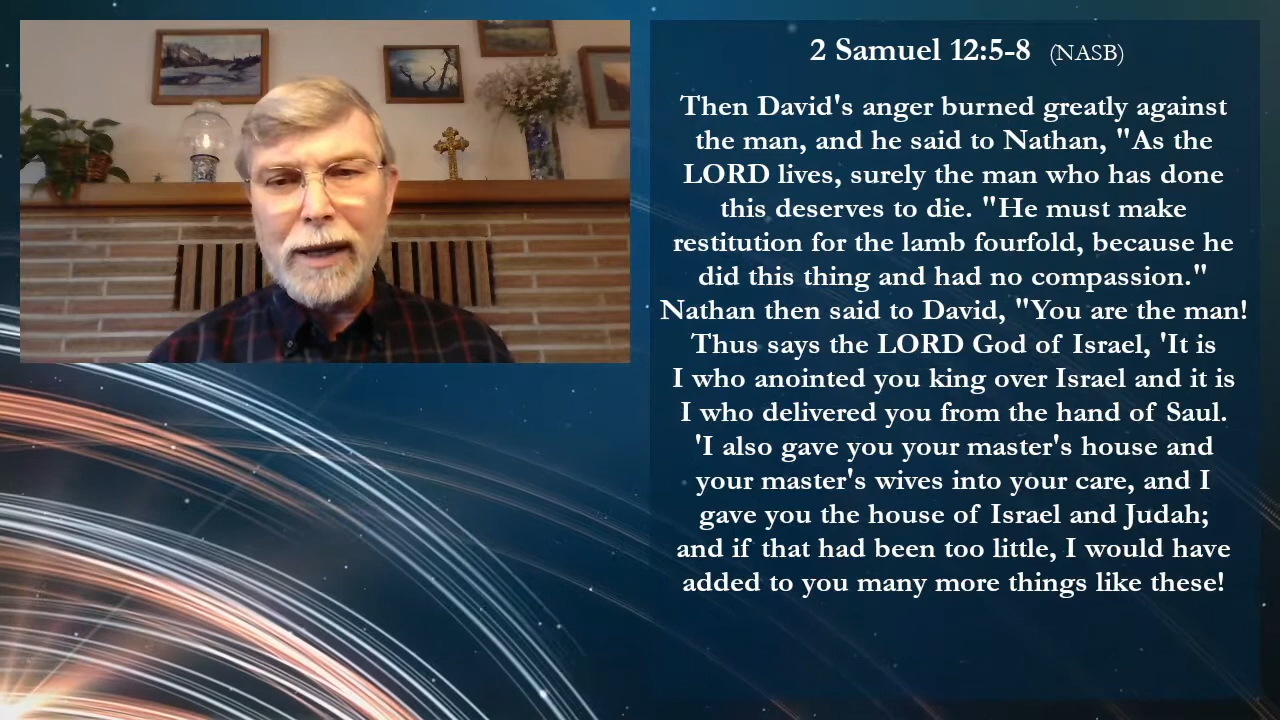 2 Samuel 12:5-8 (NASB)
Then David's anger burned greatly against
the man, and he said to Nathan, "As the
LORD lives, surely the man who has done
this deserves to die. "He must make
restitution for the lamb fourfold, because he
did this thing and had no compassion."
Nathan then said to David, "You are the man!
Thus says the LORD God of Israel, 'It is
I who anointed you king over Israel and it is
I who delivered you from the hand of Saul.
'I also gave you your master's house and
your master's wives into your care, and I
gave you the house of Israel and Judah;
and if that had been too little, I would have
added to you many more things like these!